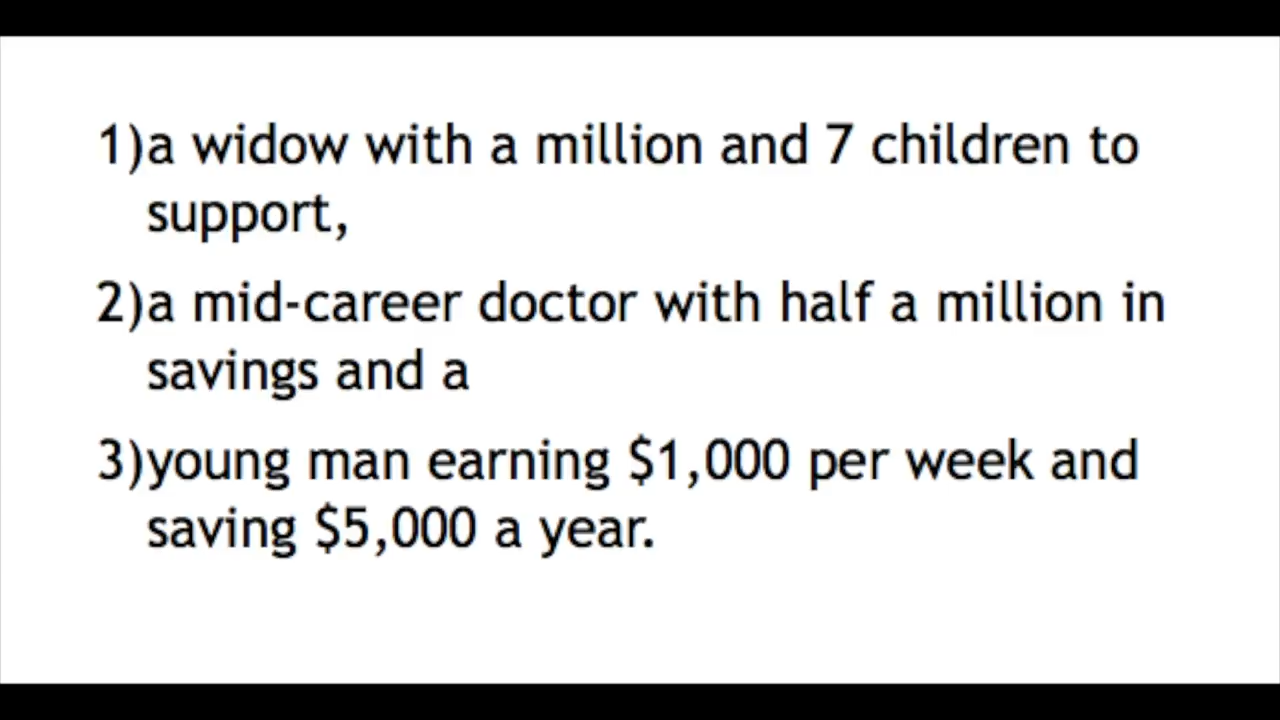 1)a widow with a million and 7 children to
support,
2)a mid-career doctor with half a million in
savings and a
3)young man earning $1,000 per week and
saving $5,000 a year.